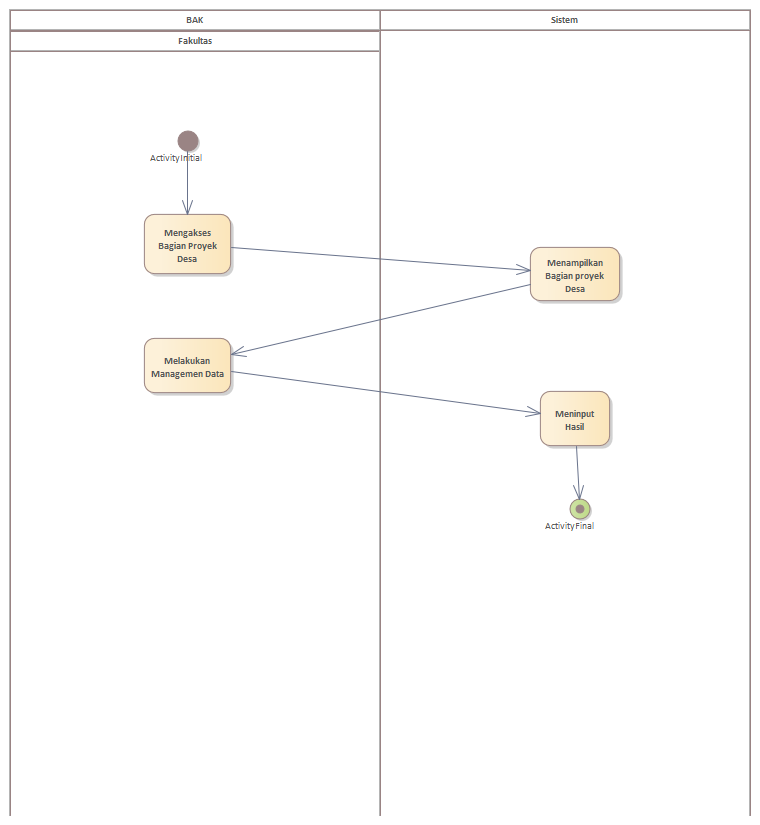 BAK
Sistem
Fakultas
ActivityInitial
Mengakses
Bagian Proyek
Desa
Menampilkan
Bagian proyek
Desa
Melakukan
Managemen Data
Meninput
Hasil
ActivityFinal